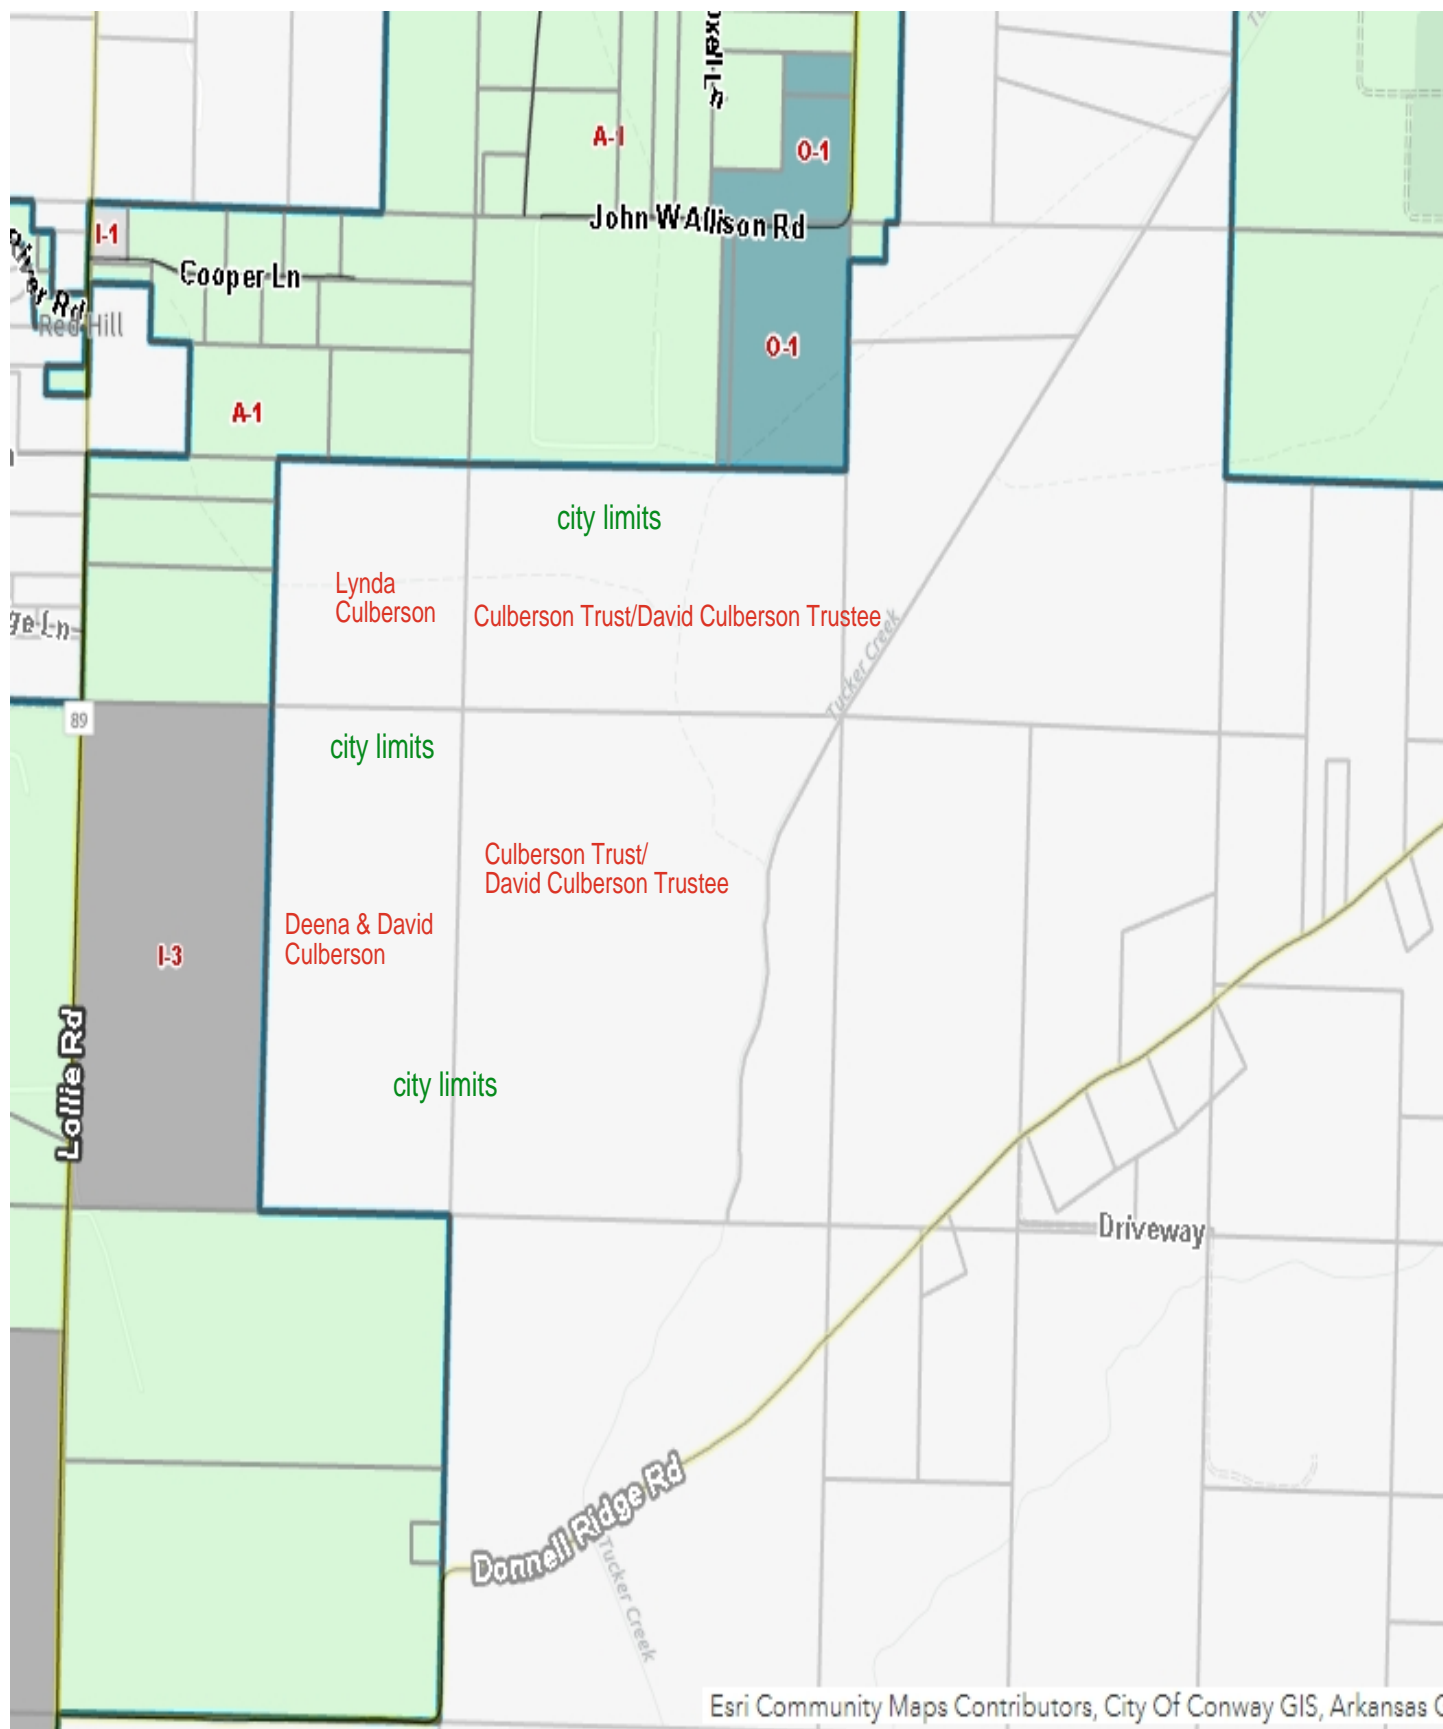 A-1
O-1
John W Allison Rd
I-1
Cooper Ln
River Rd
Red Hill
O-1
A-1
city limits
Lynda
Culberson
Culberson Trust/David Culberson Trustee
Tucker Creek
89
city limits
Culberson Trust/
David Culberson Trustee
Deena & David
Culberson
I-3
Lollie Rd
city limits
Driveway
Donnell Ridge Rd
Tucker Creek
Esri Community Maps Contributors, City Of Conway GIS, Arkansas